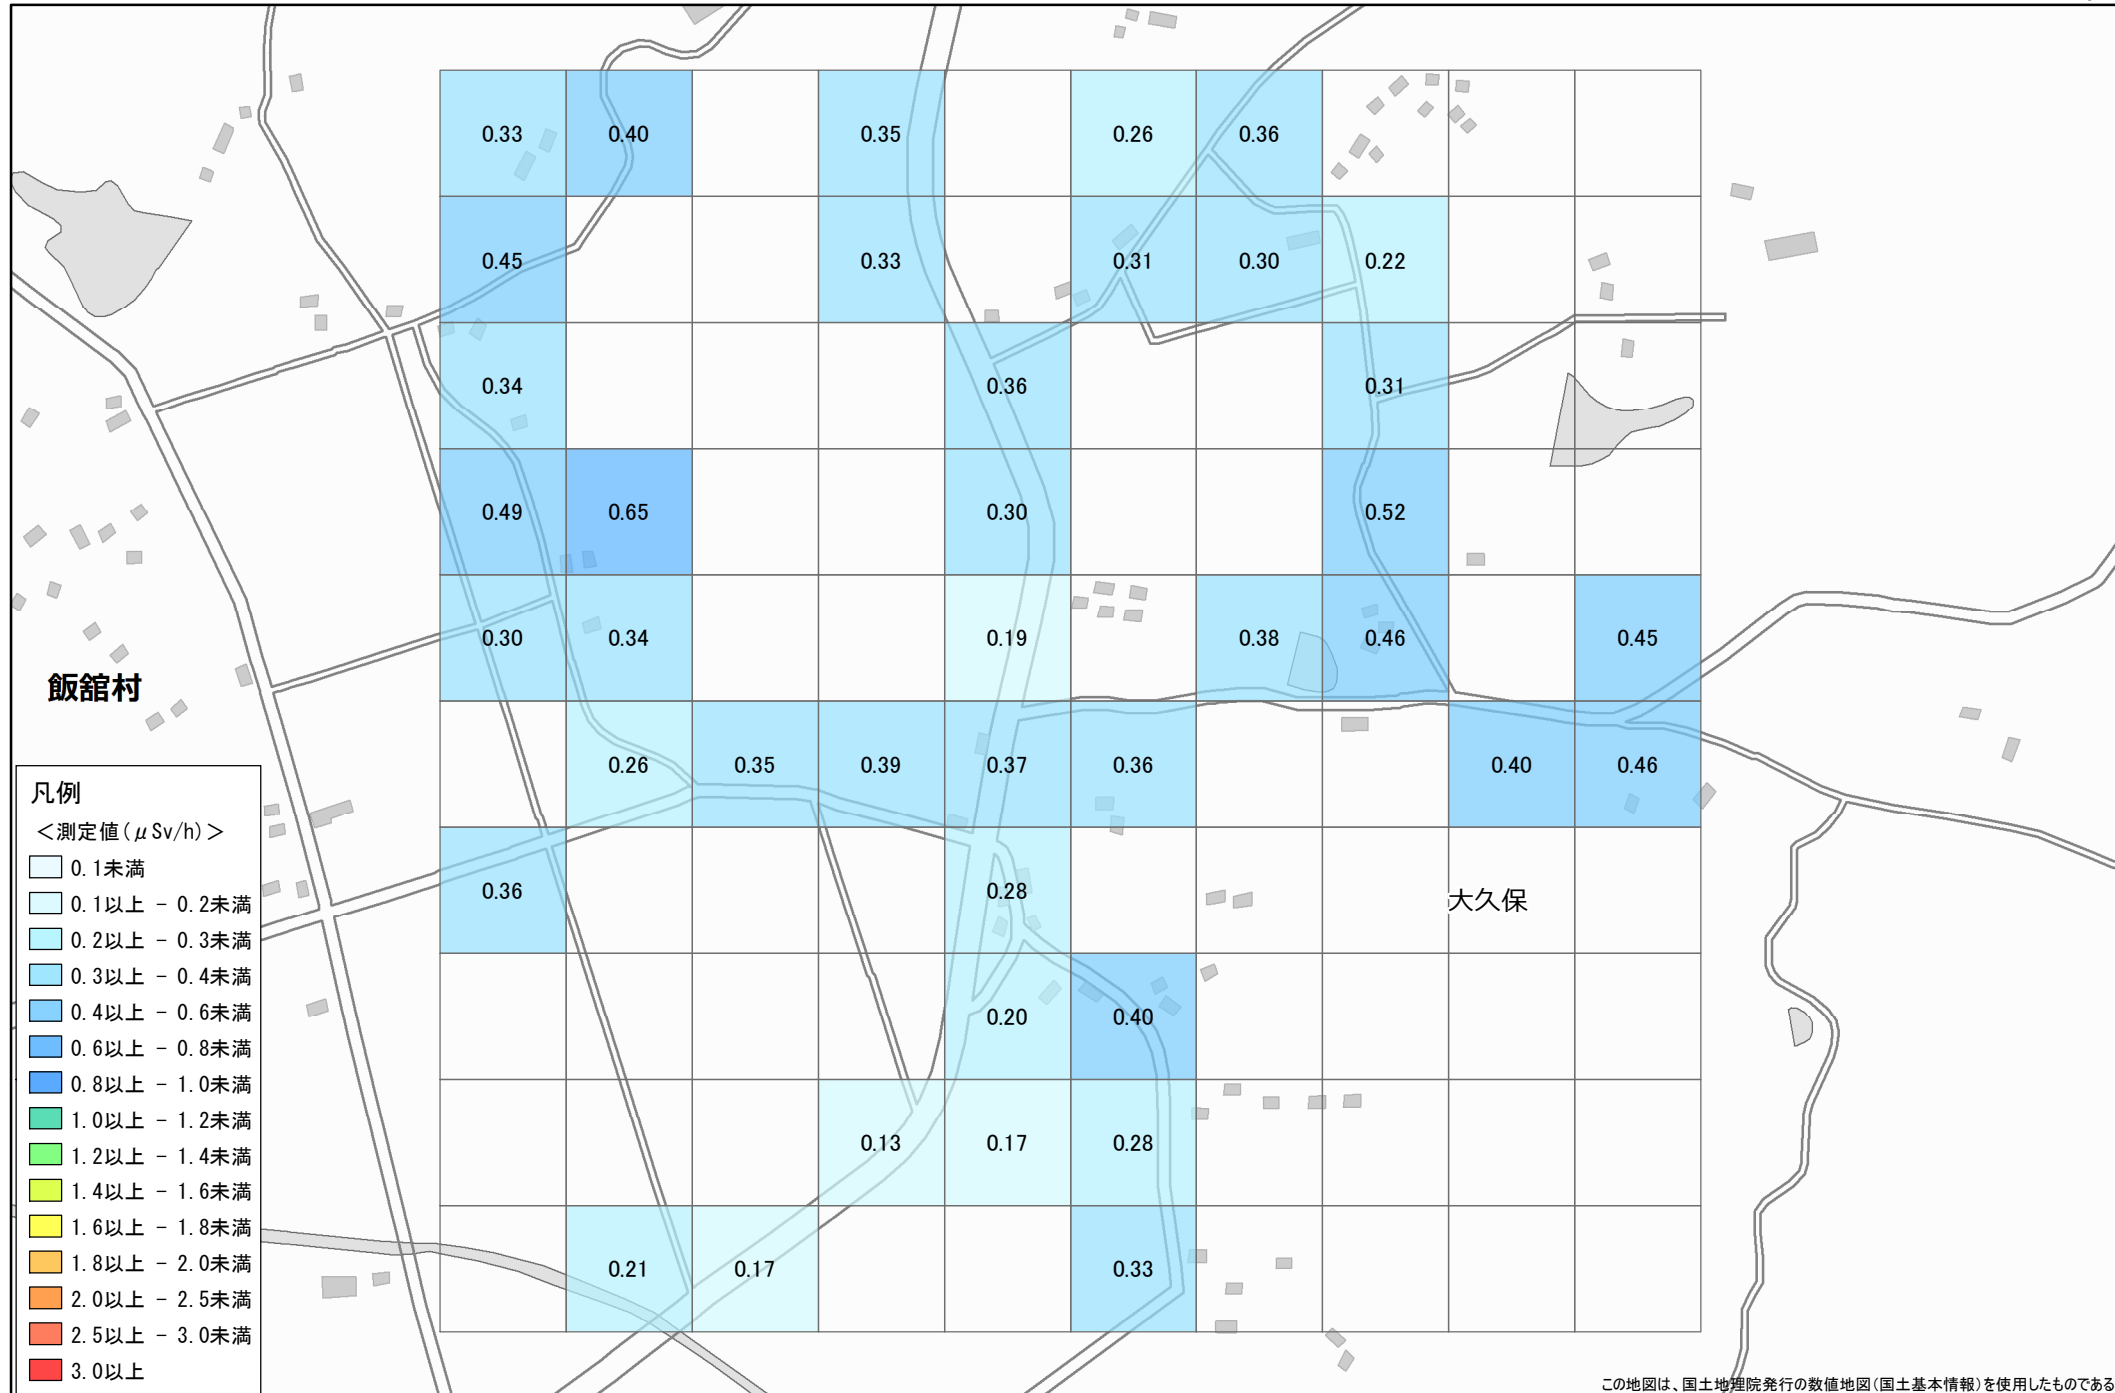 0.33 0.40 0.35 0.26 0.36
0.45 0.33 0.31 0.30 0.22
0.34 0.36 0.31
0.49 0.65 0.30 0.52
0.30 0.34 0.19 0.38 0.46 0.45
飯舘村
0.26 0.35 0.39 0.37 0.36 0.40 0.46
0.36 0.28 大久保
0.20 0.40
0.13 0.17 0.28
0.21 0.17 0.33
凡例
＜測定値(μSv/h)＞
0.1未満
0.1以上 － 0.2未満
0.2以上 － 0.3未満
0.3以上 － 0.4未満
0.4以上 － 0.6未満
0.6以上 － 0.8未満
0.8以上 － 1.0未満
1.0以上 － 1.2未満
1.2以上 － 1.4未満
1.4以上 － 1.6未満
1.6以上 － 1.8未満
1.8以上 － 2.0未満
2.0以上 － 2.5未満
2.5以上 － 3.0未満
3.0以上
この地図は、国土地理院発行の数値地図(国土基本情報)を使用したものである